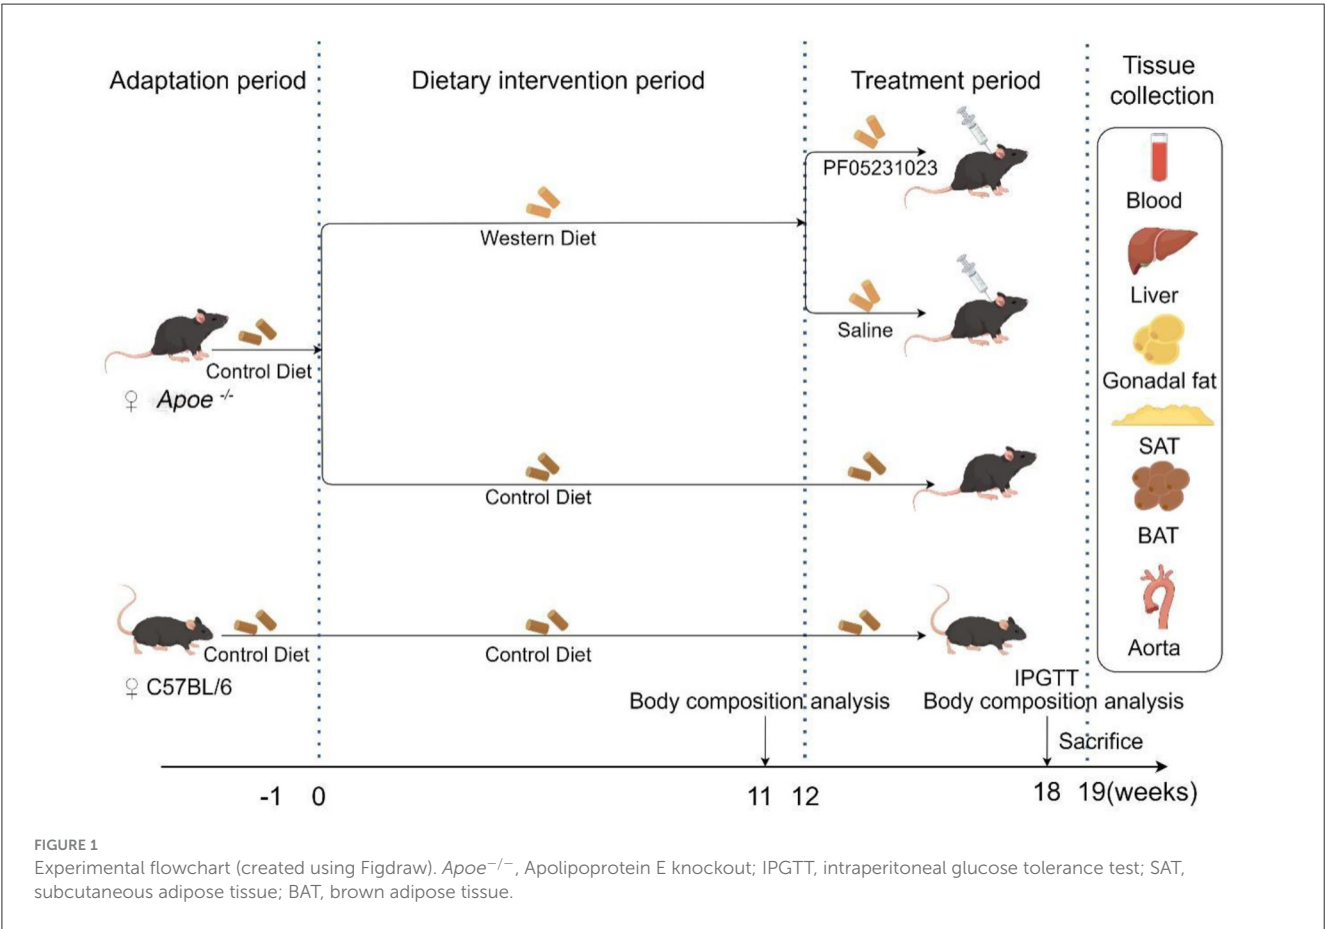 Adaptation period
Dietary intervention period
Treatment period
Tissue
collection
PF05231023
Western Diet
Saline
Control Diet
♀ Apoe -/-
Control Diet
Control Diet
Control Diet
♀ C57BL/6
Blood
Liver
Gonadal fat
SAT
BAT
Aorta
Body composition analysis
IPGTT
Body composition analysis
Sacrifice
-1 0 11 12 18 19(weeks)
FIGURE 1
Experimental flowchart (created using Figdraw). Apoe−/−, Apolipoprotein E knockout; IPGTT, intraperitoneal glucose tolerance test; SAT,
subcutaneous adipose tissue; BAT, brown adipose tissue.